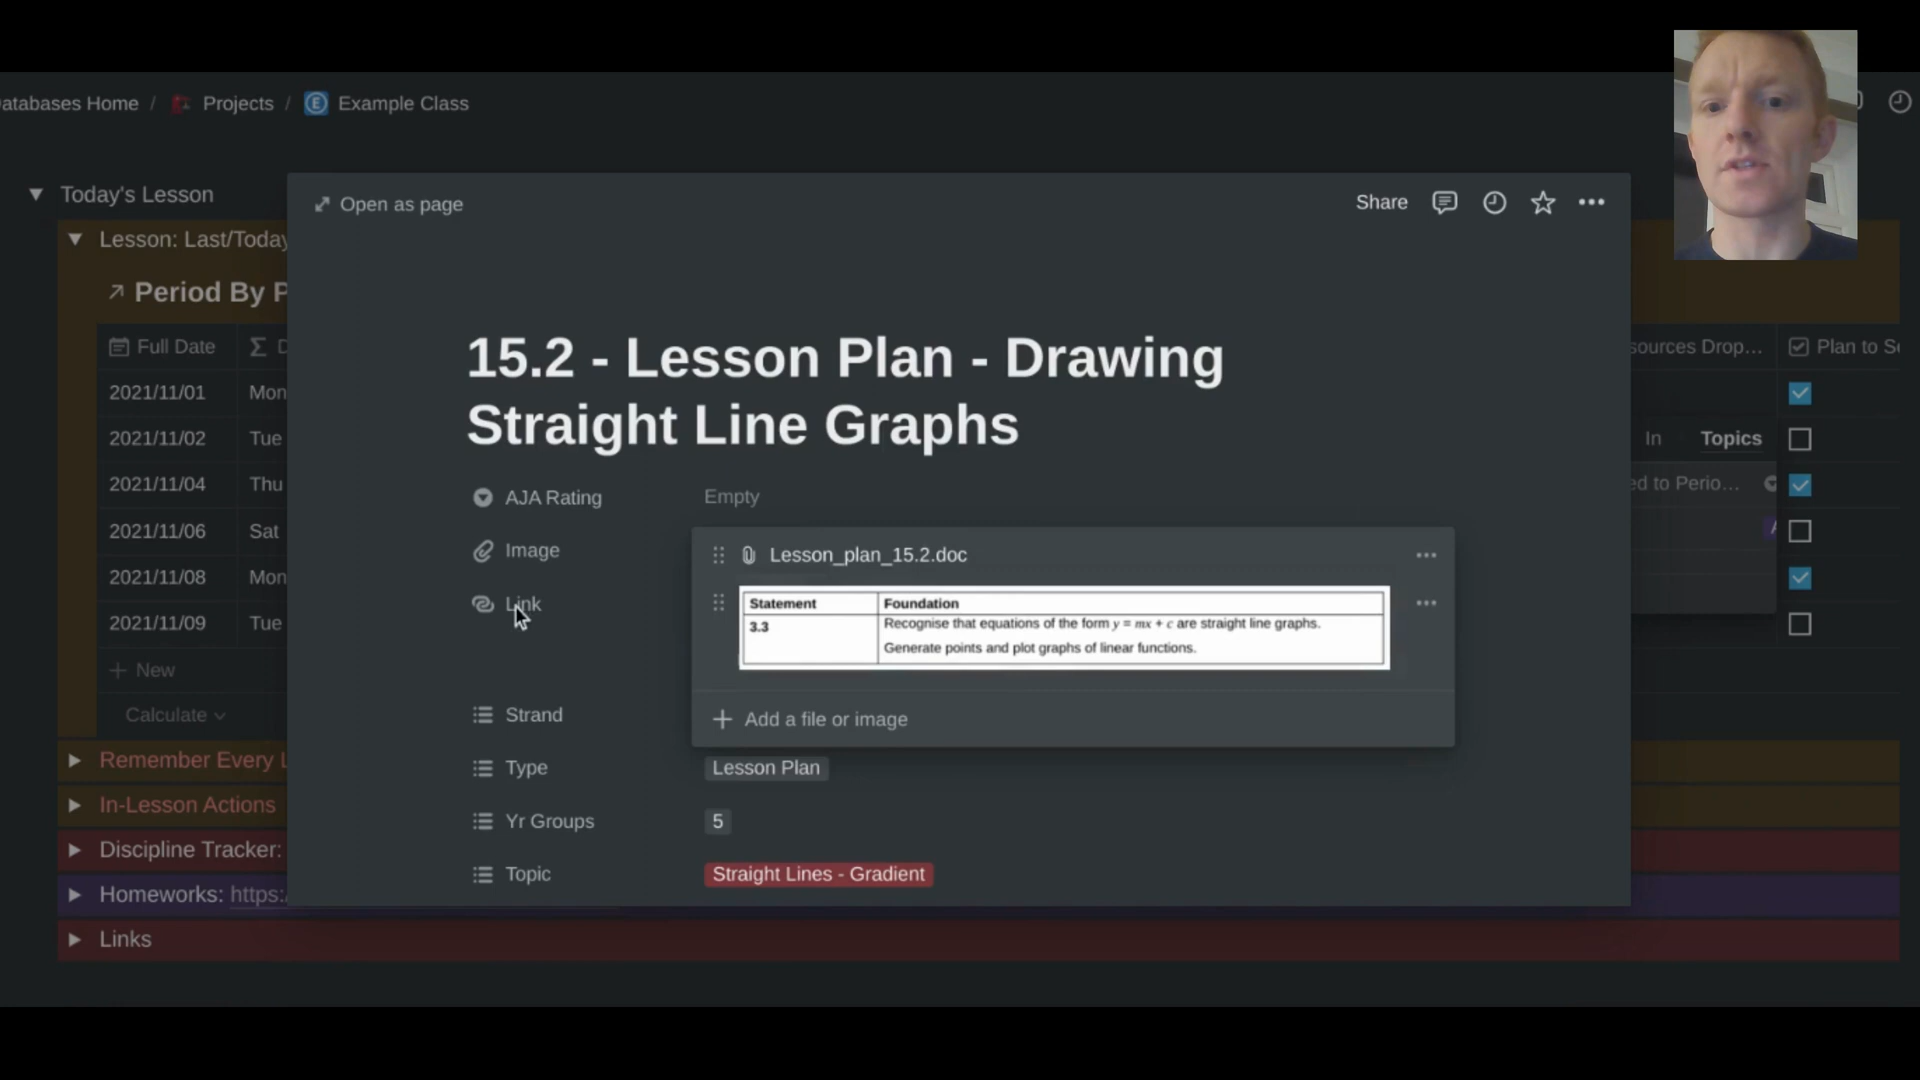 atabases Home / Projects / Example Class
Today's Lesson
Open as page
Share
Lesson: Last/Today
Period By P
15.2 - Lesson Plan - Drawing
Straight Line Graphs
Full Date
sources Drop...
Plan to Se
2021/11/01 Mon
2021/11/02 Tue
In Topics
2021/11/04 Thu
ed to Perio...
2021/11/06 Sat
2021/11/08 Mon
2021/11/09 Tue
+ New
Calculate
AJA Rating Empty
Image
Lesson_plan_15.2.doc
Link
Statement Foundation
3.3 Recognise that equations of the form y = mx + c are straight line graphs.
Generate points and plot graphs of linear functions.
Strand
+ Add a file or image
Type Lesson Plan
Yr Groups 5
Topic Straight Lines - Gradient
Remember Every L
In-Lesson Actions
Discipline Tracker:
Homeworks: https:/
Links